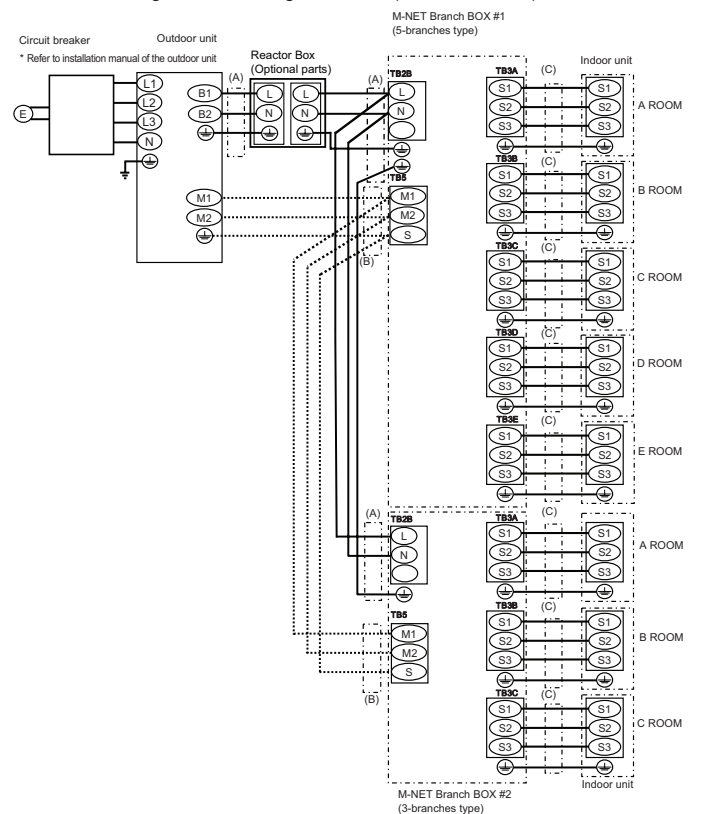 M-NET Branch BOX #1
(5-branches type)
Circuit breaker
Outdoor unit
* Refer to installation manual of the outdoor unit
Reactor Box
(Optional parts)
Indoor unit
E
L1
L2
L3
N
B1
B2
M1
M2
(A)
L
N
L
N
(A)
TB2B
L
N
TB5
M1
M2
S
(B)
TB3A
S1
S2
S3
(C)
S1
S2
S3
A ROOM
TB3B
S1
S2
S3
(C)
S1
S2
S3
B ROOM
TB3C
S1
S2
S3
(C)
S1
S2
S3
C ROOM
TB3D
S1
S2
S3
(C)
S1
S2
S3
D ROOM
TB3E
S1
S2
S3
(C)
S1
S2
S3
E ROOM
(A)
TB2B
L
N
TB5
M1
M2
S
(B)
TB3A
S1
S2
S3
(C)
S1
S2
S3
A ROOM
TB3B
S1
S2
S3
(C)
S1
S2
S3
B ROOM
TB3C
S1
S2
S3
(C)
S1
S2
S3
C ROOM
Indoor unit
M-NET Branch BOX #2
(3-branches type)